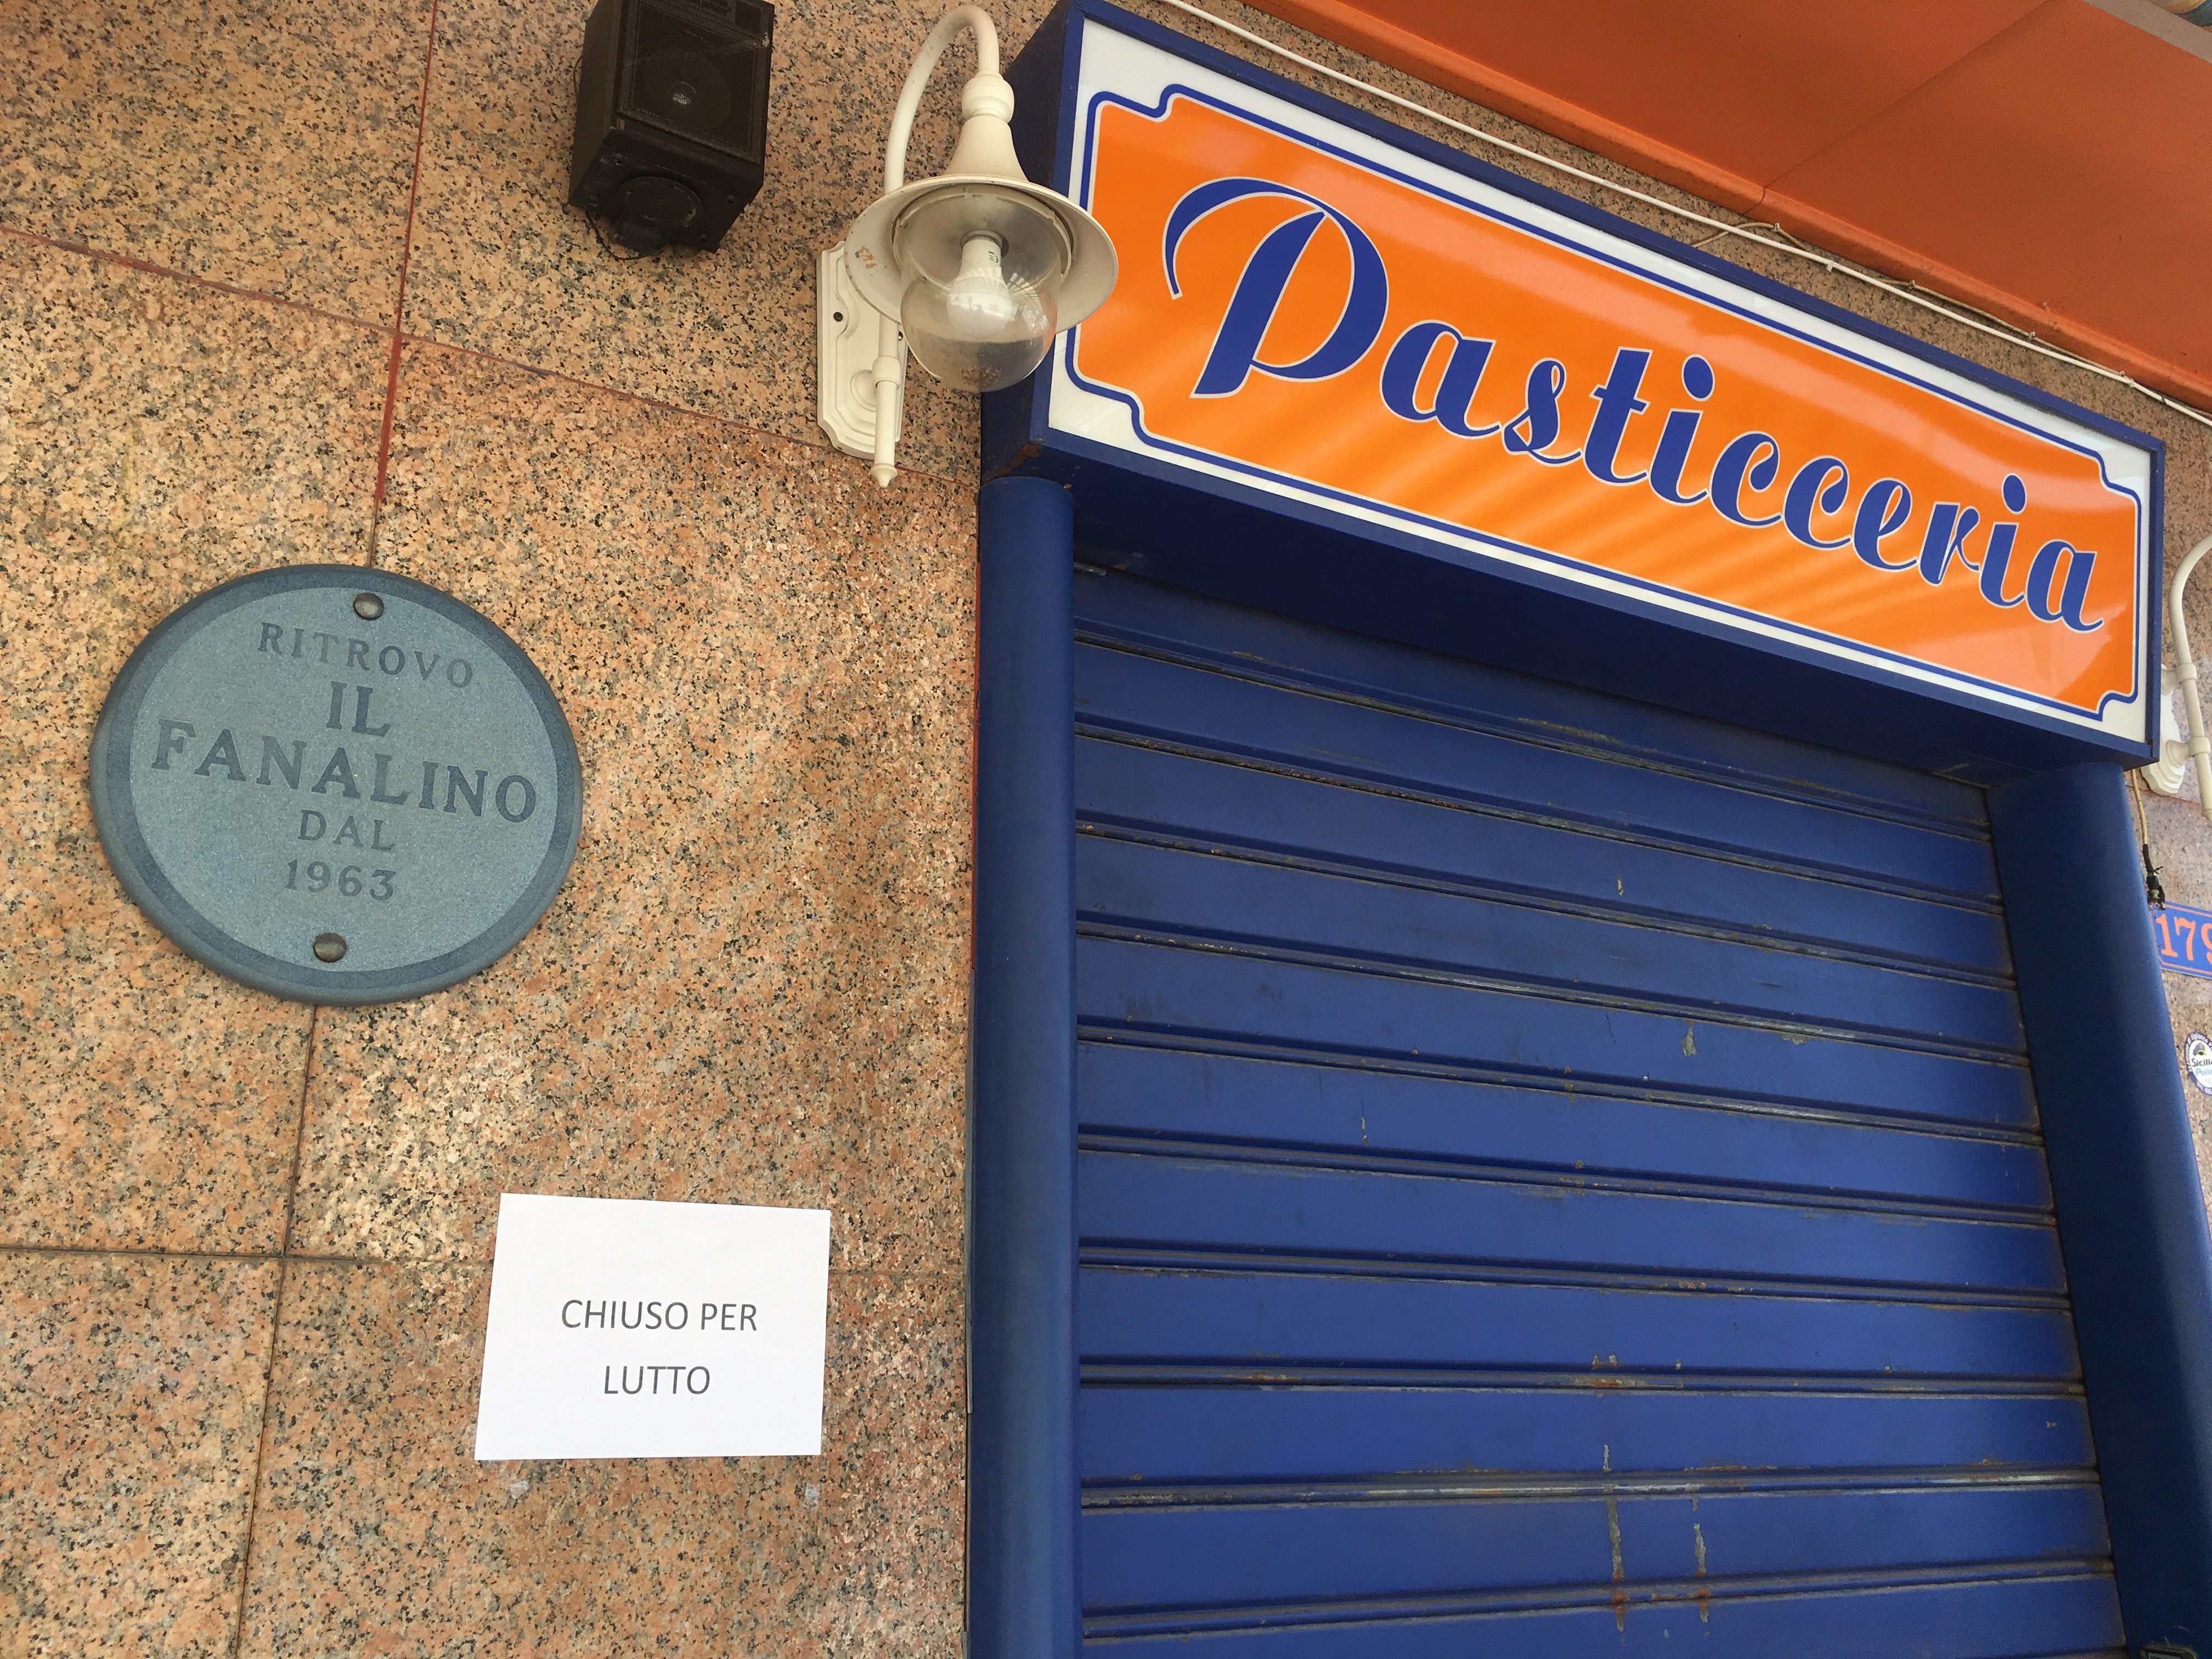 Pasticceria
RITROVO
IL
FANALINO
DAL
1963
CHIUSO PER
LUTTO